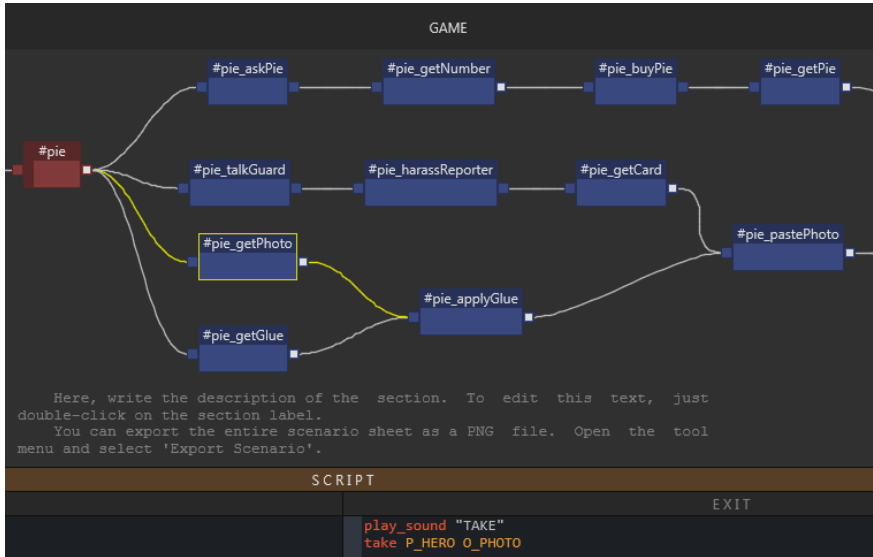 GAME
#pie_askPie
#pie_getNumber
#pie_buyPie
#pie_getPie
#pie
#pie_talkGuard
#pie_harassReporter
#pie_getCard
#pie_getPhoto
#pie_pastePhoto
#pie_applyGlue
#pie_getGlue
Here, write the description of the section. To edit this text, just
double-click on the section label.
You can export the entire scenario sheet as a PNG file. Open the tool
menu and select 'Export Scenario'.
SCRIPT
EXIT
play_sound "TAKE"
take P_HERO O_PHOTO